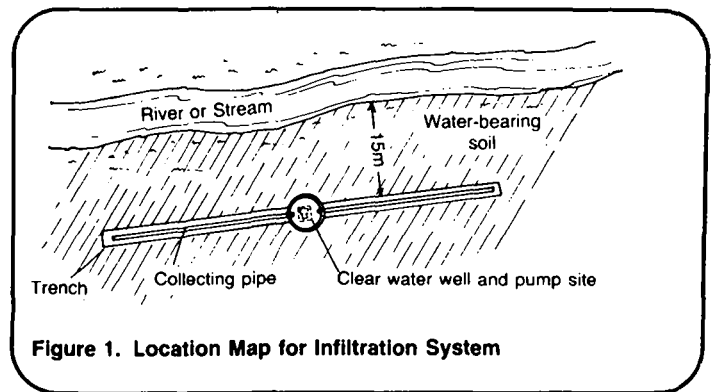 River or Stream
Water-bearing
soil
15m
Trench
Collecting pipe
Clear water well and pump site
Figure 1. Location Map for Infiltration System